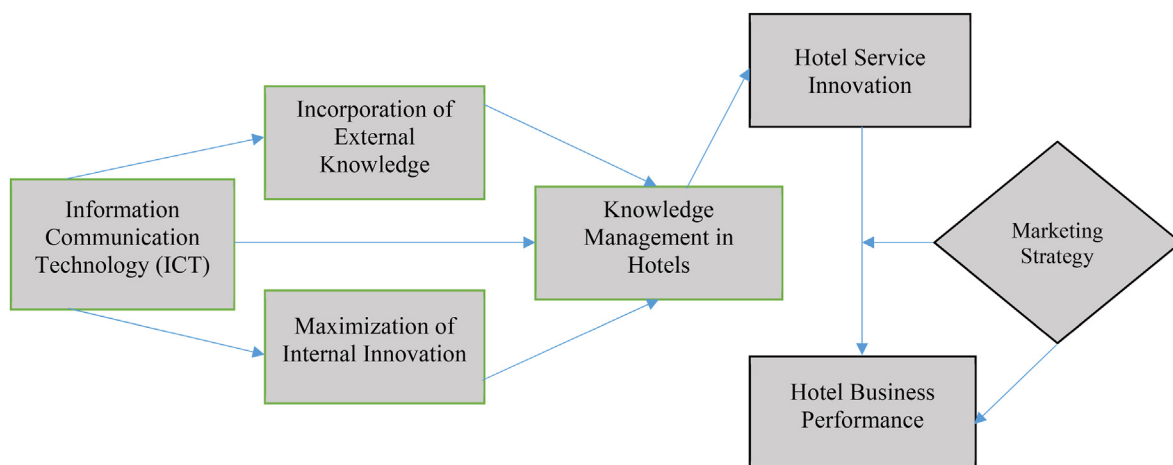 Hotel Service
Innovation
Incorporation of
External
Knowledge
Information
Communication
Technology (ICT)
Knowledge
Management in
Hotels
Marketing
Strategy
Maximization of
Internal Innovation
Hotel Business
Performance